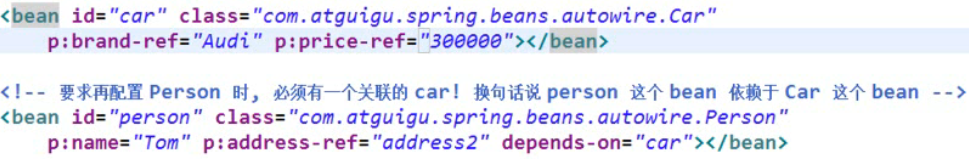 <bean id="car" class="com.atguigu.spring.beans.autowire.Car"
p:brand-ref="Audi" p:price-ref="300000"></bean>
<!-- 要求再配置 Person 时, 必须有一个关联的 car! 换句话说 person 这个 bean 依赖于 Car 这个 bean -->
<bean id="person" class="com.atguigu.spring.beans.autowire.Person"
p:name="Tom" p:address-ref="address2" depends-on="car"></bean>